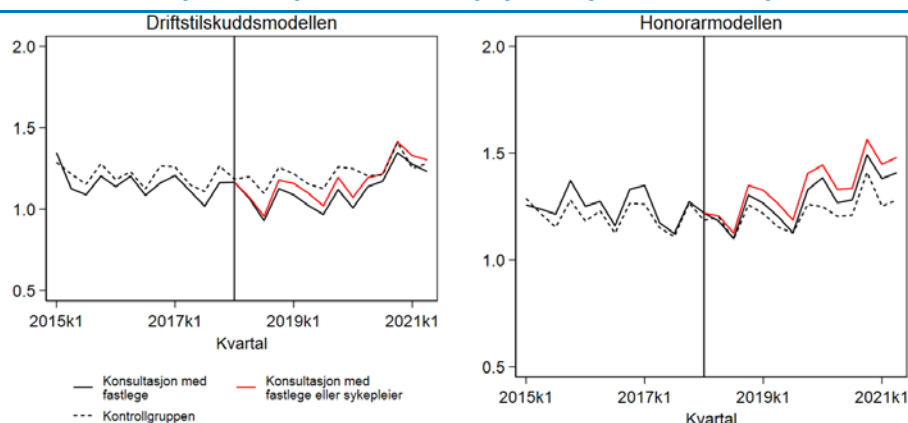 Driftstilskuddsmodellen
2.0
1.5
1.0
0.5
2015k1 2017k1 2019k1 2021k1
Kvartal
Konsultasjon med
fastlege
Konsultasjon med
fastlege eller sykepleier
Kontrollgruppen
Honorarmodellen
2.0
1.5
1.0
0.5
2015k1 2017k1 2019k1 2021k1
Kvartal